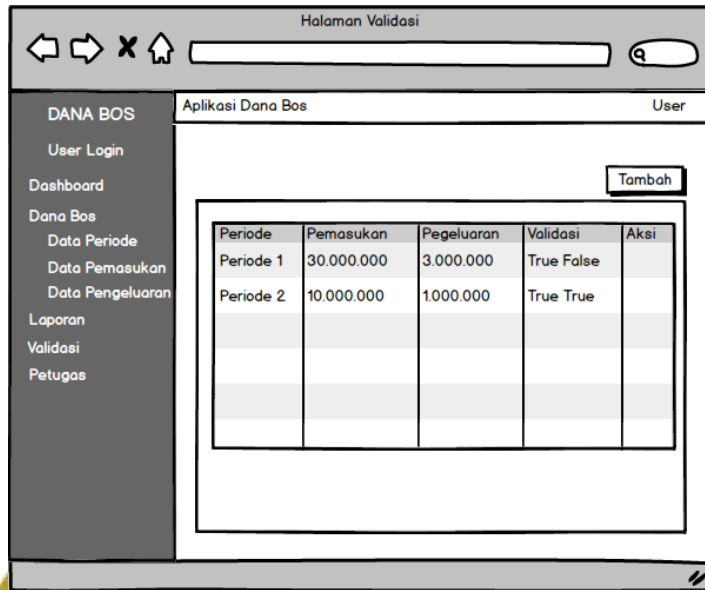 Halaman Validasi
DANA BOS
User Login
Dashboard
Dana Bos
Data Periode
Data Pemasukan
Data Pengeluaran
Laporan
Validasi
Petugas
Aplikasi Dana Bos User
Tambah
Periode Pemasukan Pegeluaran Validasi Aksi
Periode 1 30.000.000 3.000.000 True False
Periode 2 10.000.000 1.000.000 True True